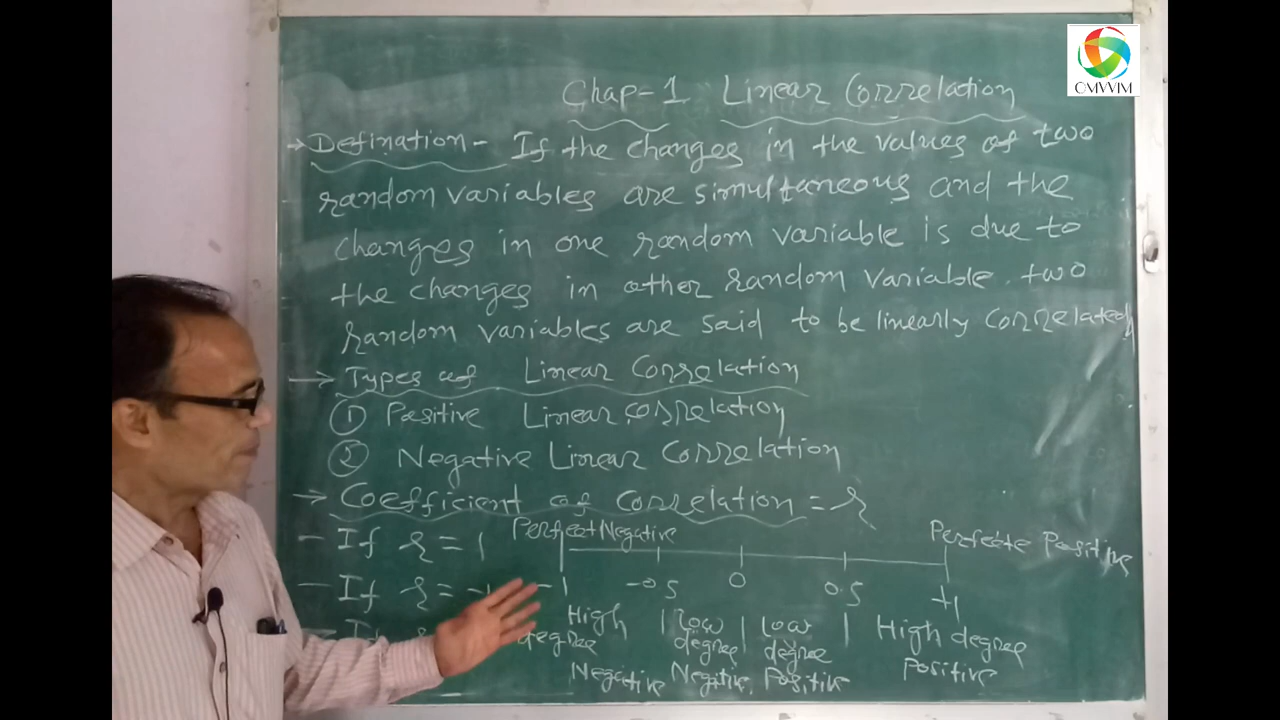 CMVVIM
Chap-1 Linear Correlation
→ Defination - If the changes in the values of two
random variables are simultaneous and the
changes in one random variable is due to
the changes in other random variable. two
random variables are said to be linearly correlated
→ Types of Linear Correlation
① Positive Linear correlation
② Negative Linear Correlation
→ Coefficient of Correlation = r
- If r = 1
Perfect Negative
Perfecte Positive
- If r = -1
-1 -0.5 0 0.5 +1
High degree Negative
Low degree Negitive
Low degree Positive
High degree Positive